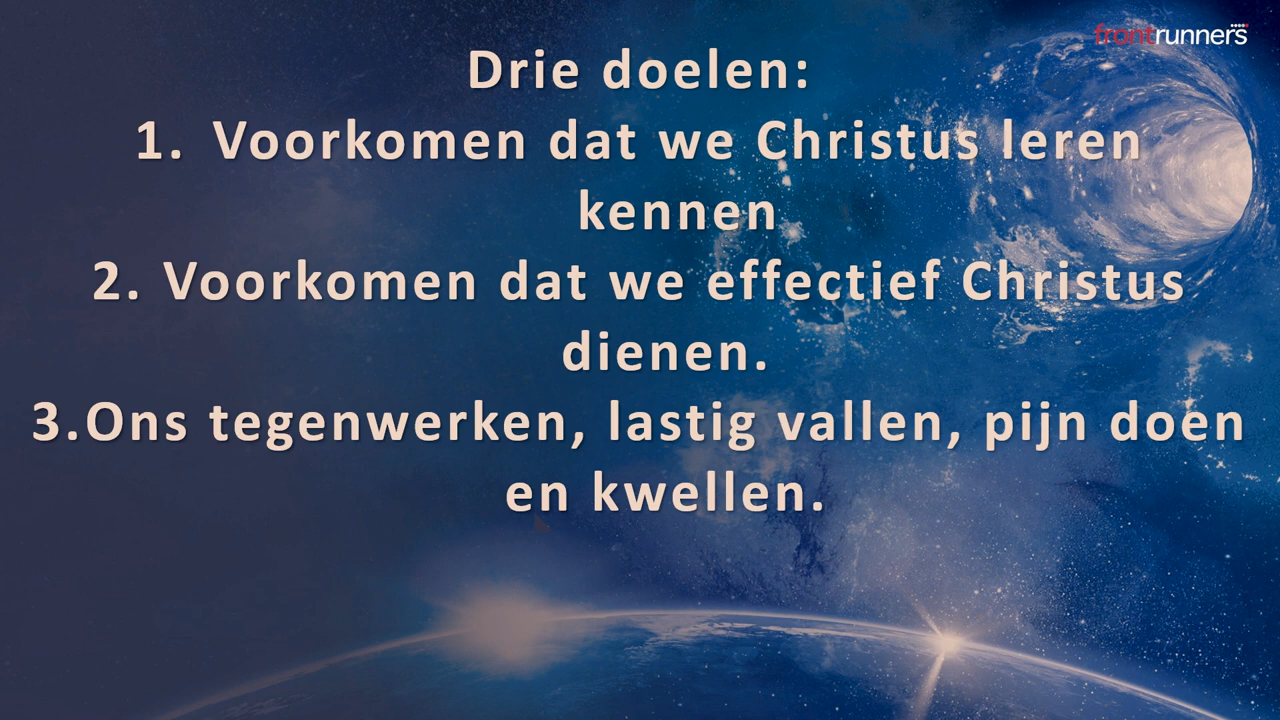 frontrunners
Drie doelen:
1. Voorkomen dat we Christus leren
kennen
2. Voorkomen dat we effectief Christus
dienen.
3.Ons tegenwerken, lastig vallen, pijn doen
en kwellen.